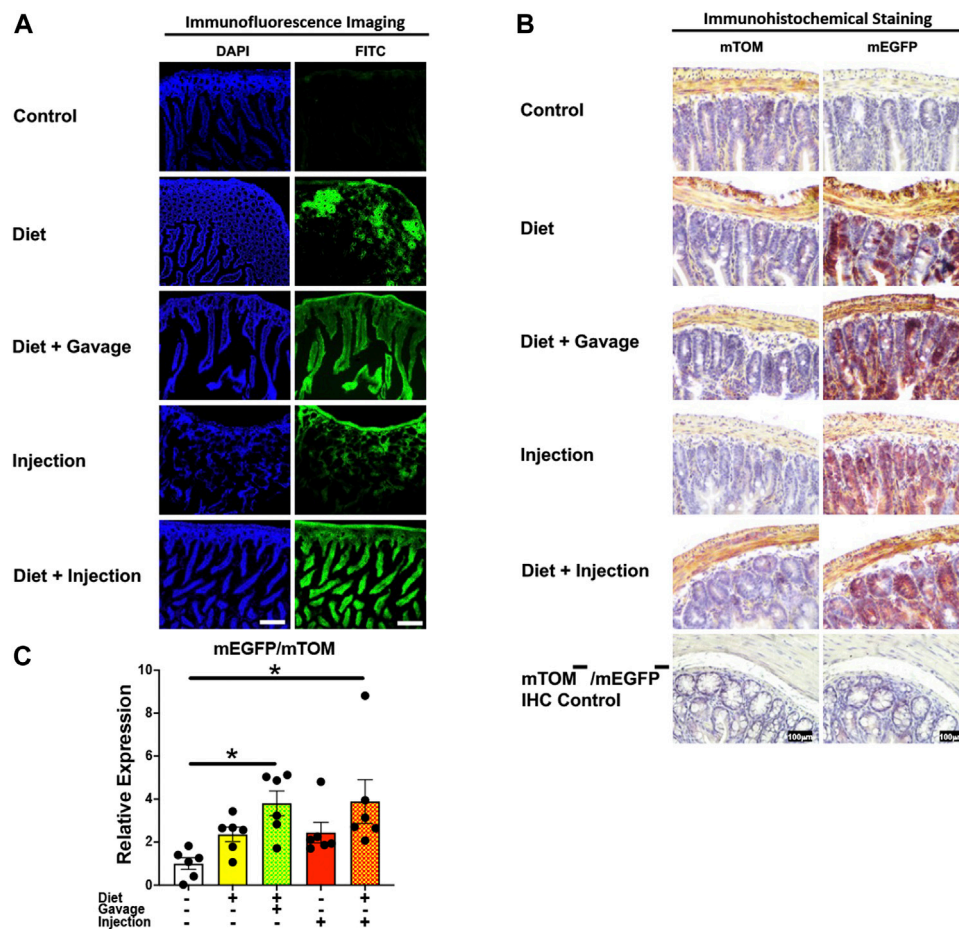 A
Immunofluorescence Imaging
DAPI FITC
Control
Diet
Diet + Gavage
Injection
Diet + Injection
B
Immunohistochemical Staining
mTOM mEGFP
Control
Diet
Diet + Gavage
Injection
Diet + Injection
mTOM⁻/mEGFP⁻
IHC Control
100µm 100µm
C
mEGFP/mTOM
Relative Expression
10
8
6
4
2
0
* *
Diet - + + - +
Gavage - - + - -
Injection - - - + +